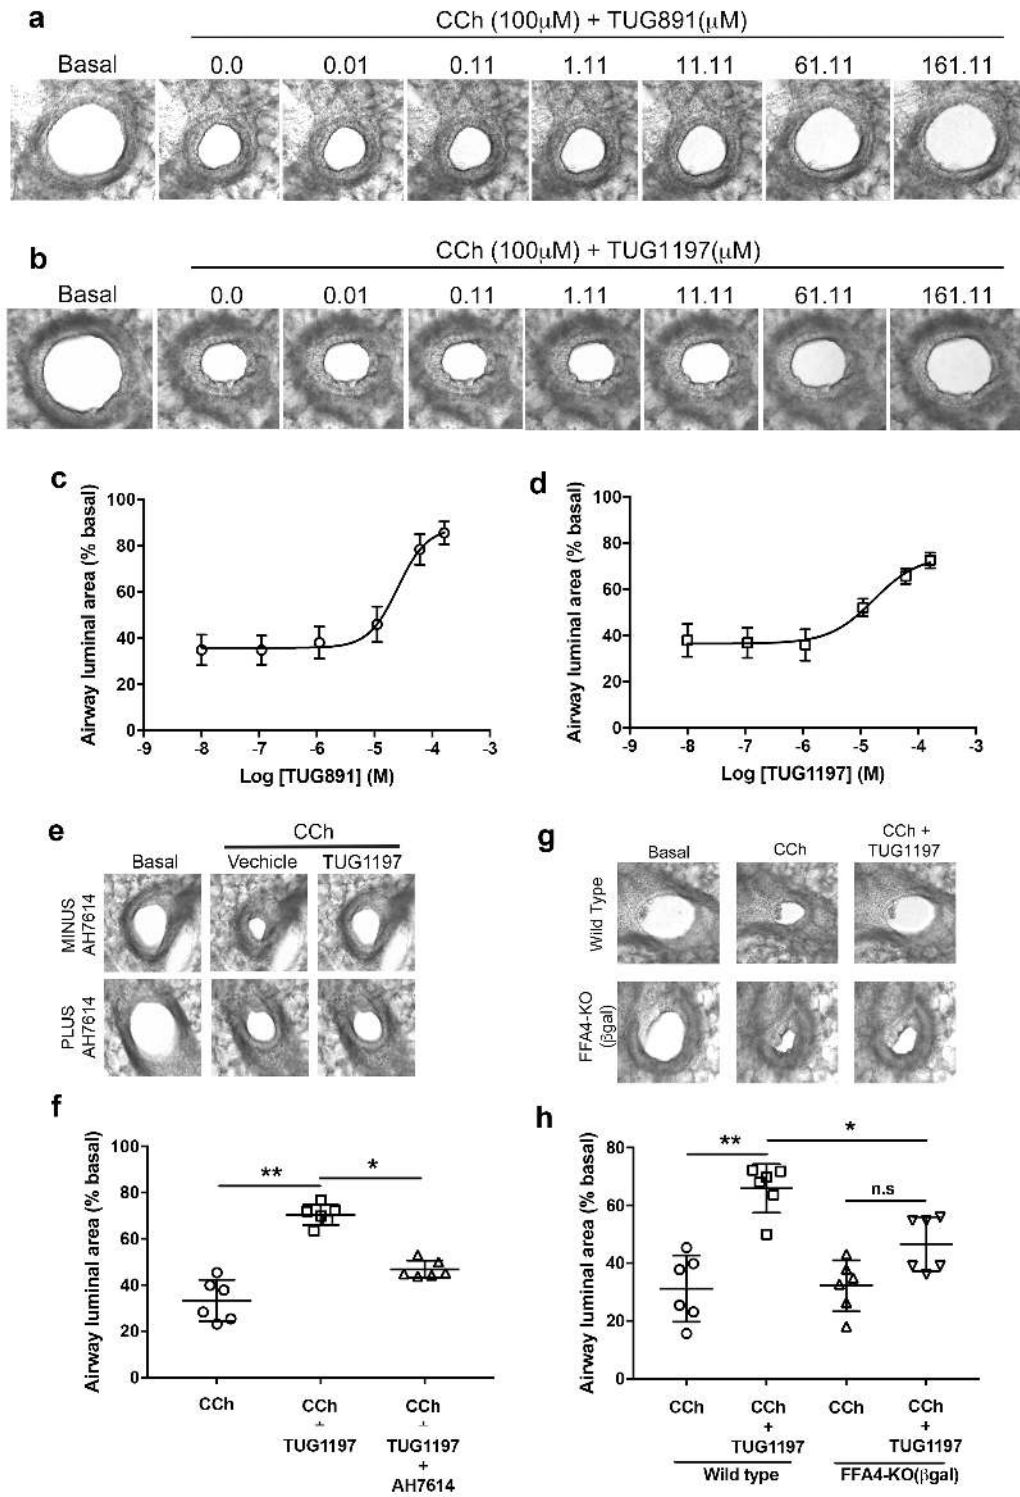 a
CCh (100μM) + TUG891(μM)
Basal 0.0 0.01 0.11 1.11 11.11 61.11 161.11
b
CCh (100μM) + TUG1197(μM)
Basal 0.0 0.01 0.11 1.11 11.11 61.11 161.11
c
Airway luminal area (% basal)
100
80
60
40
20
0
-9 -8 -7 -6 -5 -4 -3
Log [TUG891] (M)
d
Airway luminal area (% basal)
100
80
60
40
20
0
-9 -8 -7 -6 -5 -4 -3
Log [TUG1197] (M)
e
CCh
Basal Vechicle TUG1197
MINUS
AH7614
PLUS
AH7614
g
Basal CCh CCh +
TUG1197
Wild Type
FFA4-KO
(βgal)
f
Airway luminal area (% basal)
100
80
60
40
20
0
** *
CCh CCh CCh
+ +
TUG1197 TUG1197
+
AH7614
h
Airway luminal area (% basal)
80
60
40
20
0
** *
n.s
CCh CCh CCh CCh
+ +
TUG1197 TUG1197
Wild type FFA4-KO(βgal)